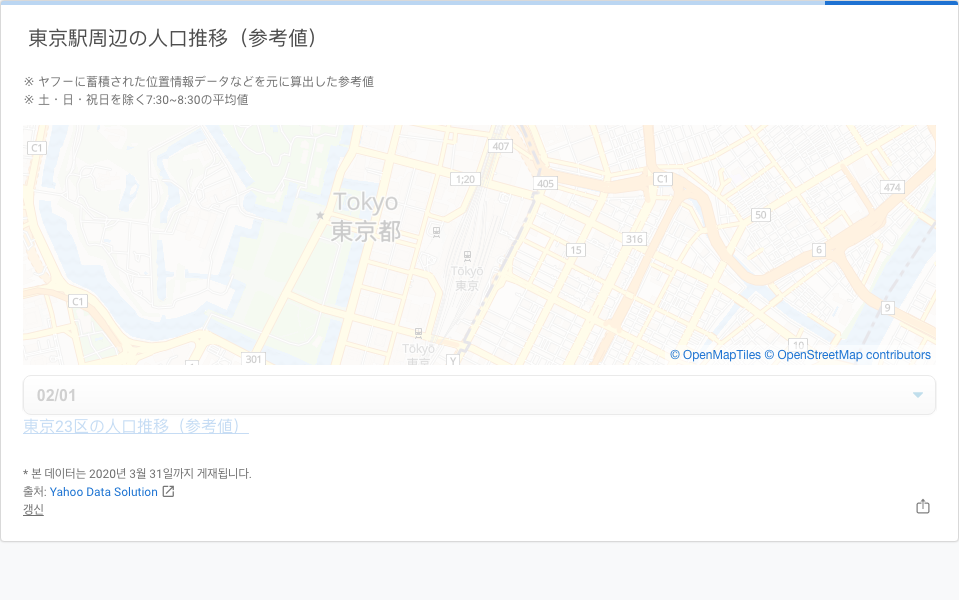 東京駅周辺の人口推移（参考値）
※ ヤフーに蓄積された位置情報データなどを元に算出した参考値
※ 土・日・祝日を除く7:30~8:30の平均値
C1
407
1;20
405
C1
474
Tokyo
東京都
50
316
15
6
Tōkyō
東京
C1
9
10
301
1
Tōkyō
東京
Y
© OpenMapTiles © OpenStreetMap contributors
02/01
東京23区の人口推移（参考値）
* 본 데이터는 2020년 3월 31일까지 게재됩니다.
출처: Yahoo Data Solution
갱신